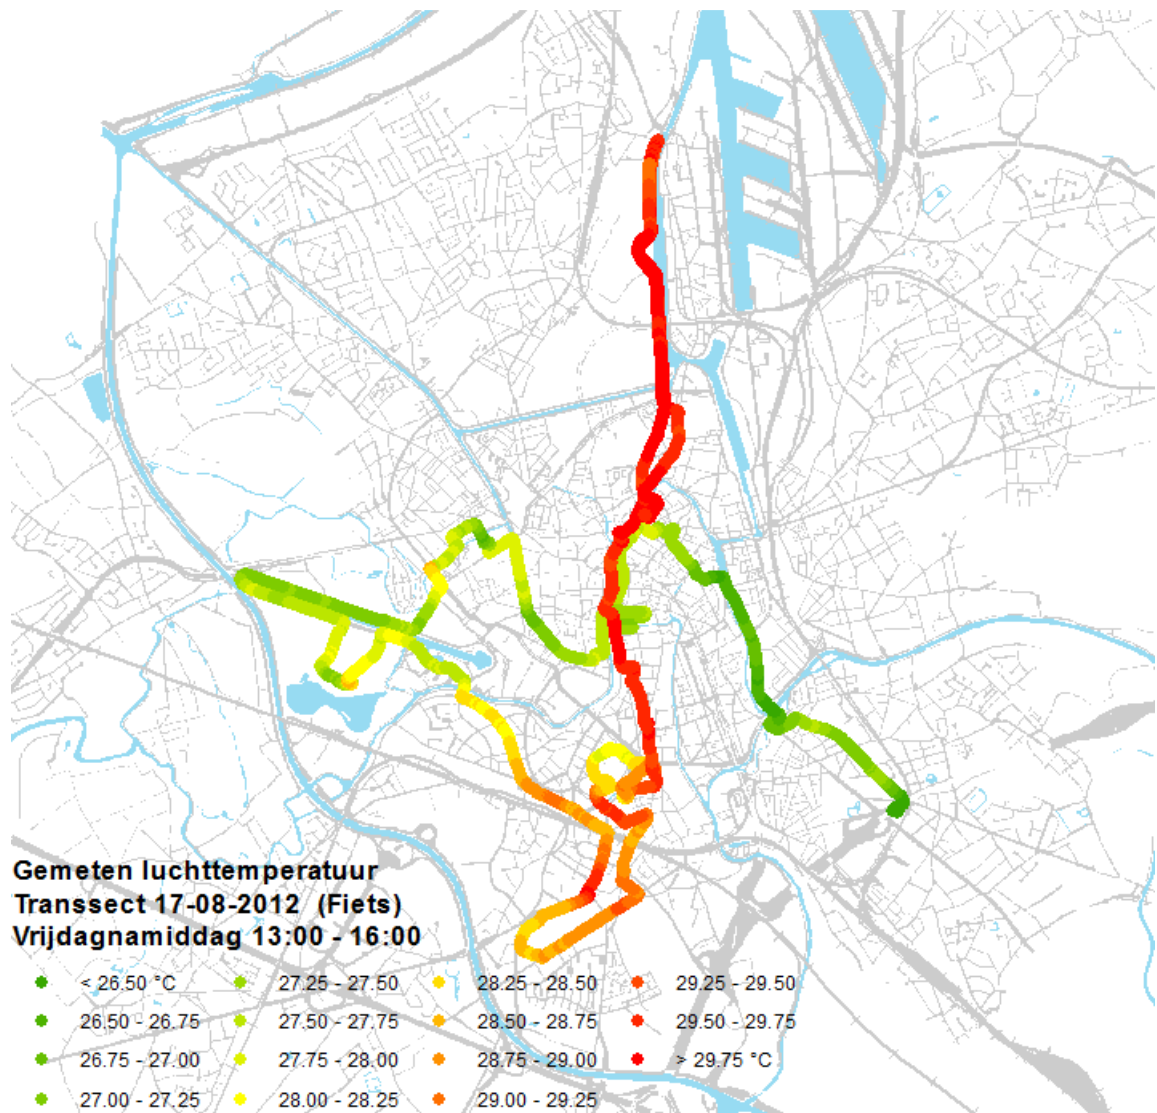 Gemeten luchttemperatuur
Transsect 17-08-2012 (Fiets)
Vrijdagnamiddag 13:00 - 16:00
< 26.50 °C 27.25 - 27.50 28.25 - 28.50 29.25 - 29.50
26.50 - 26.75 27.50 - 27.75 28.50 - 28.75 29.50 - 29.75
26.75 - 27.00 27.75 - 28.00 28.75 - 29.00 > 29.75 °C
27.00 - 27.25 28.00 - 28.25 29.00 - 29.25